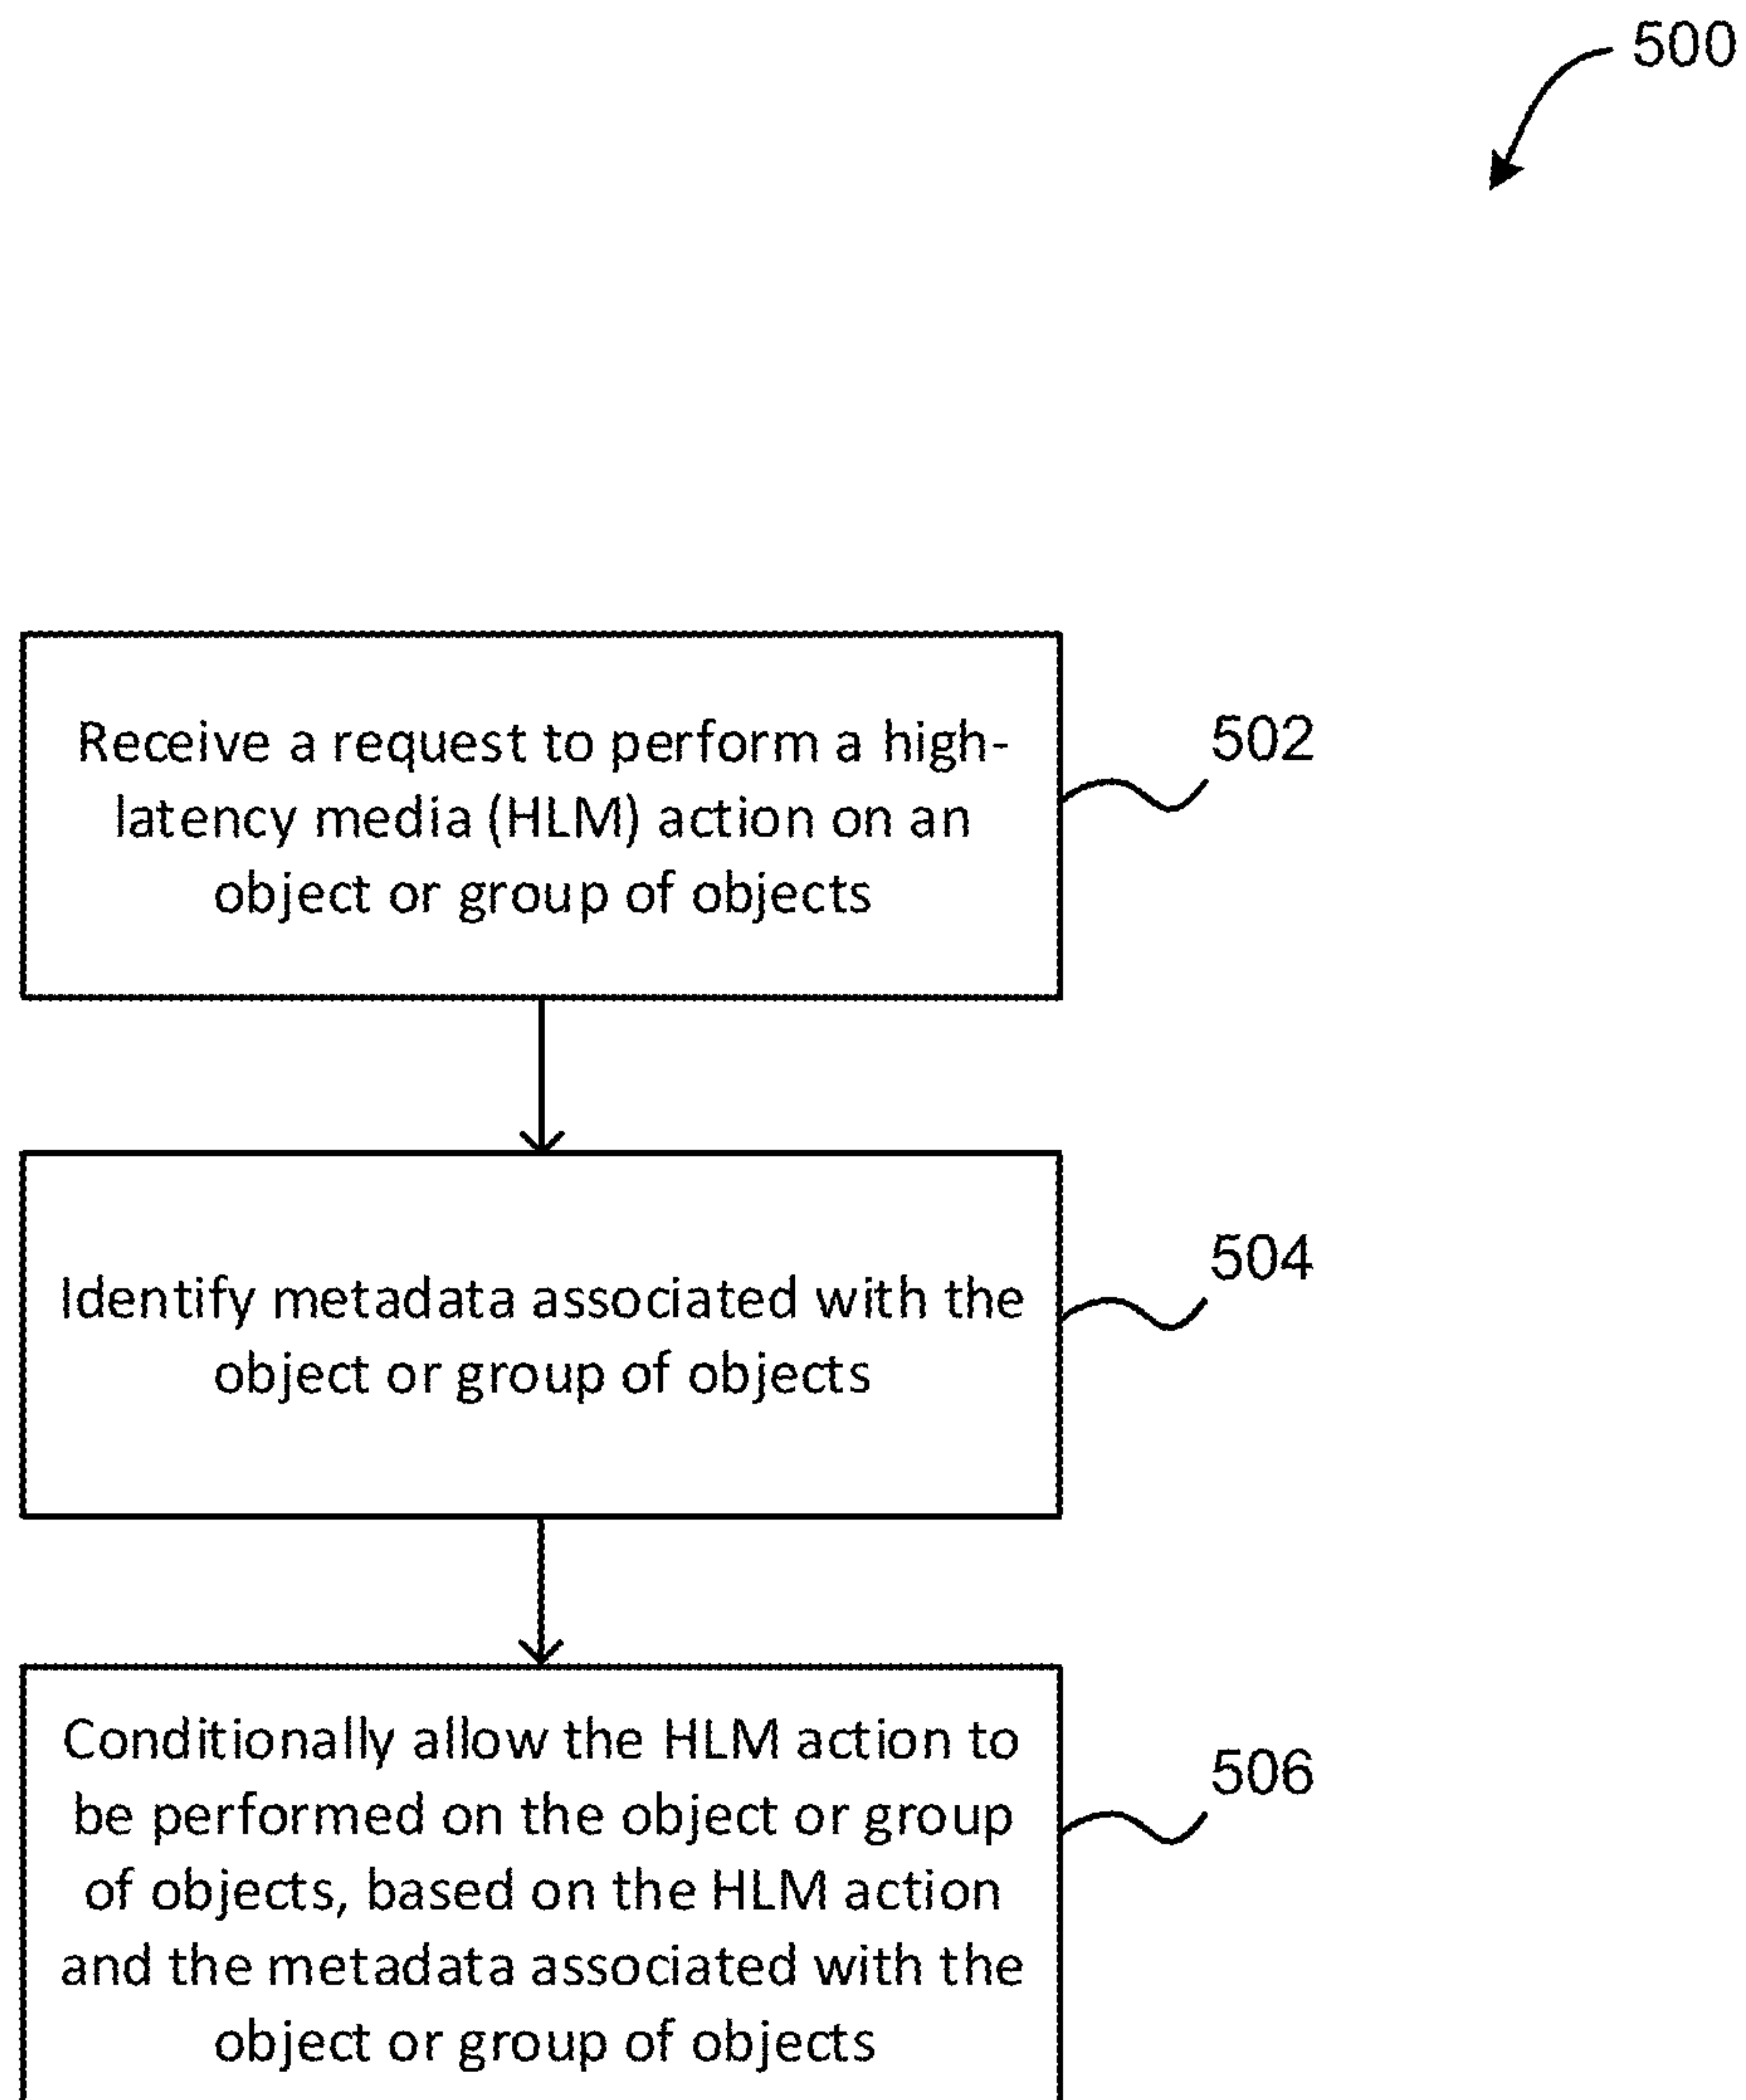 500
Receive a request to perform a high-
latency media (HLM) action on an
object or group of objects
502
Identify metadata associated with the
object or group of objects
504
Conditionally allow the HLM action to
be performed on the object or group
of objects, based on the HLM action
and the metadata associated with the
object or group of objects
506